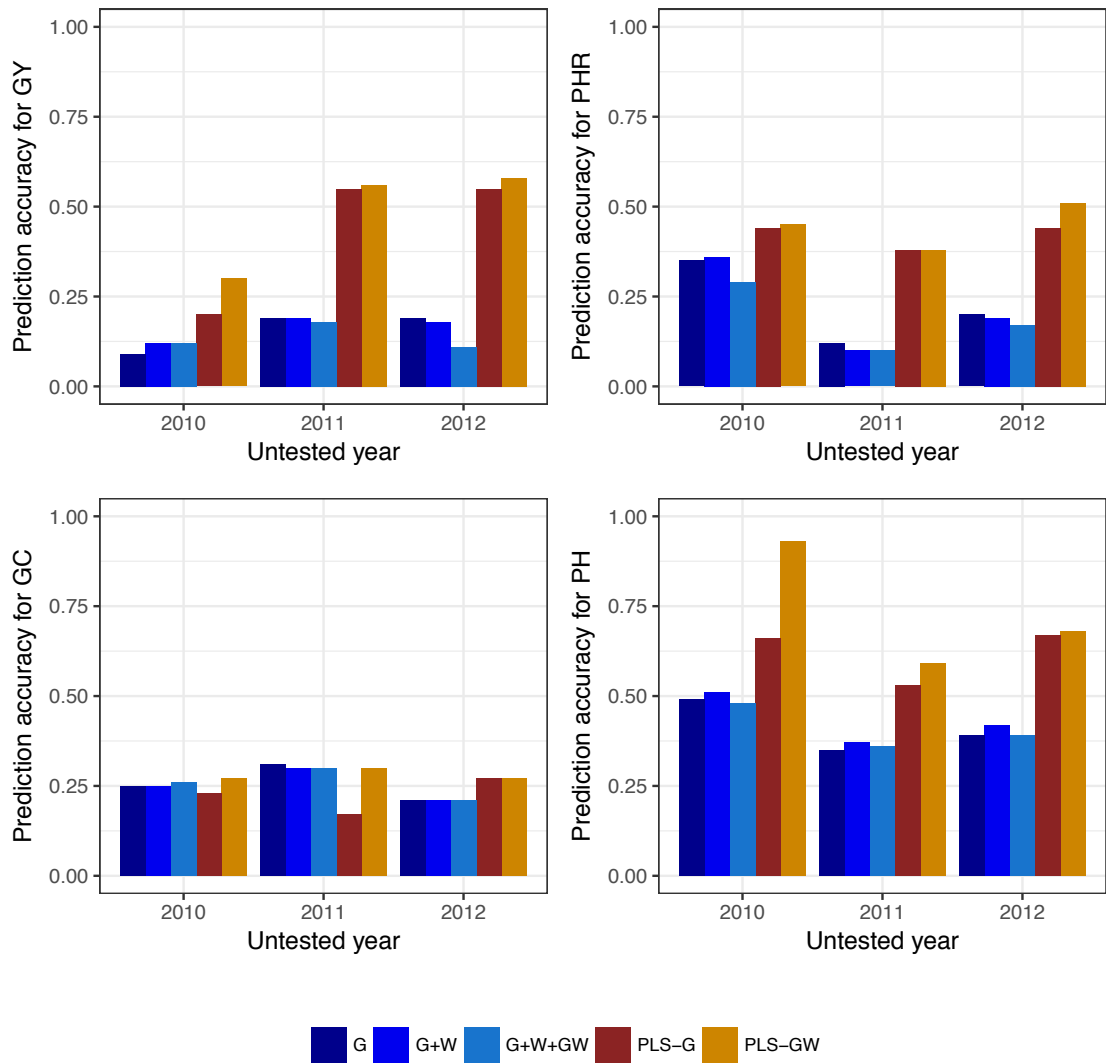 Prediction accuracy for GY
1.00
0.75
0.50
0.25
0.00
2010 2011 2012
Untested year
Prediction accuracy for PHR
1.00
0.75
0.50
0.25
0.00
2010 2011 2012
Untested year
Prediction accuracy for GC
1.00
0.75
0.50
0.25
0.00
2010 2011 2012
Untested year
Prediction accuracy for PH
1.00
0.75
0.50
0.25
0.00
2010 2011 2012
Untested year
G G+W G+W+GW PLS−G PLS−GW